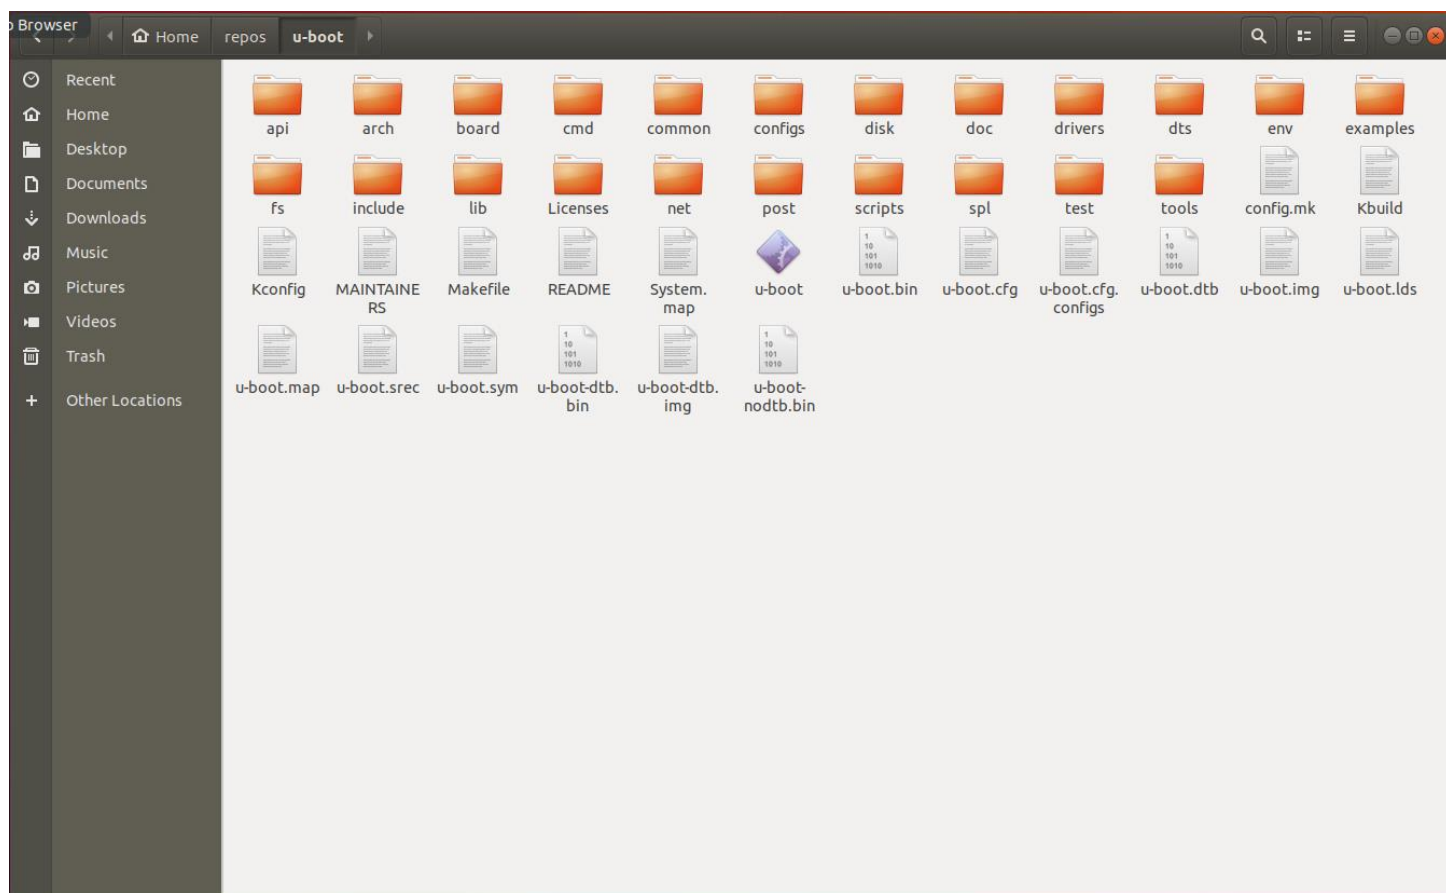 o Browser
Home repos u-boot
Recent
Home
Desktop
Documents
Downloads
Music
Pictures
Videos
Trash
Other Locations
api arch board cmd common configs disk doc drivers dts env examples
fs include lib Licenses net post scripts spl test tools config.mk Kbuild
Kconfig MAINTAINE Makefile README System. u-boot u-boot.bin u-boot.cfg u-boot.cfg. u-boot.dtb u-boot.img u-boot.lds
RS map configs
u-boot.map u-boot.srec u-boot.sym u-boot-dtb. u-boot-dtb. u-boot-
bin img nodtb.bin